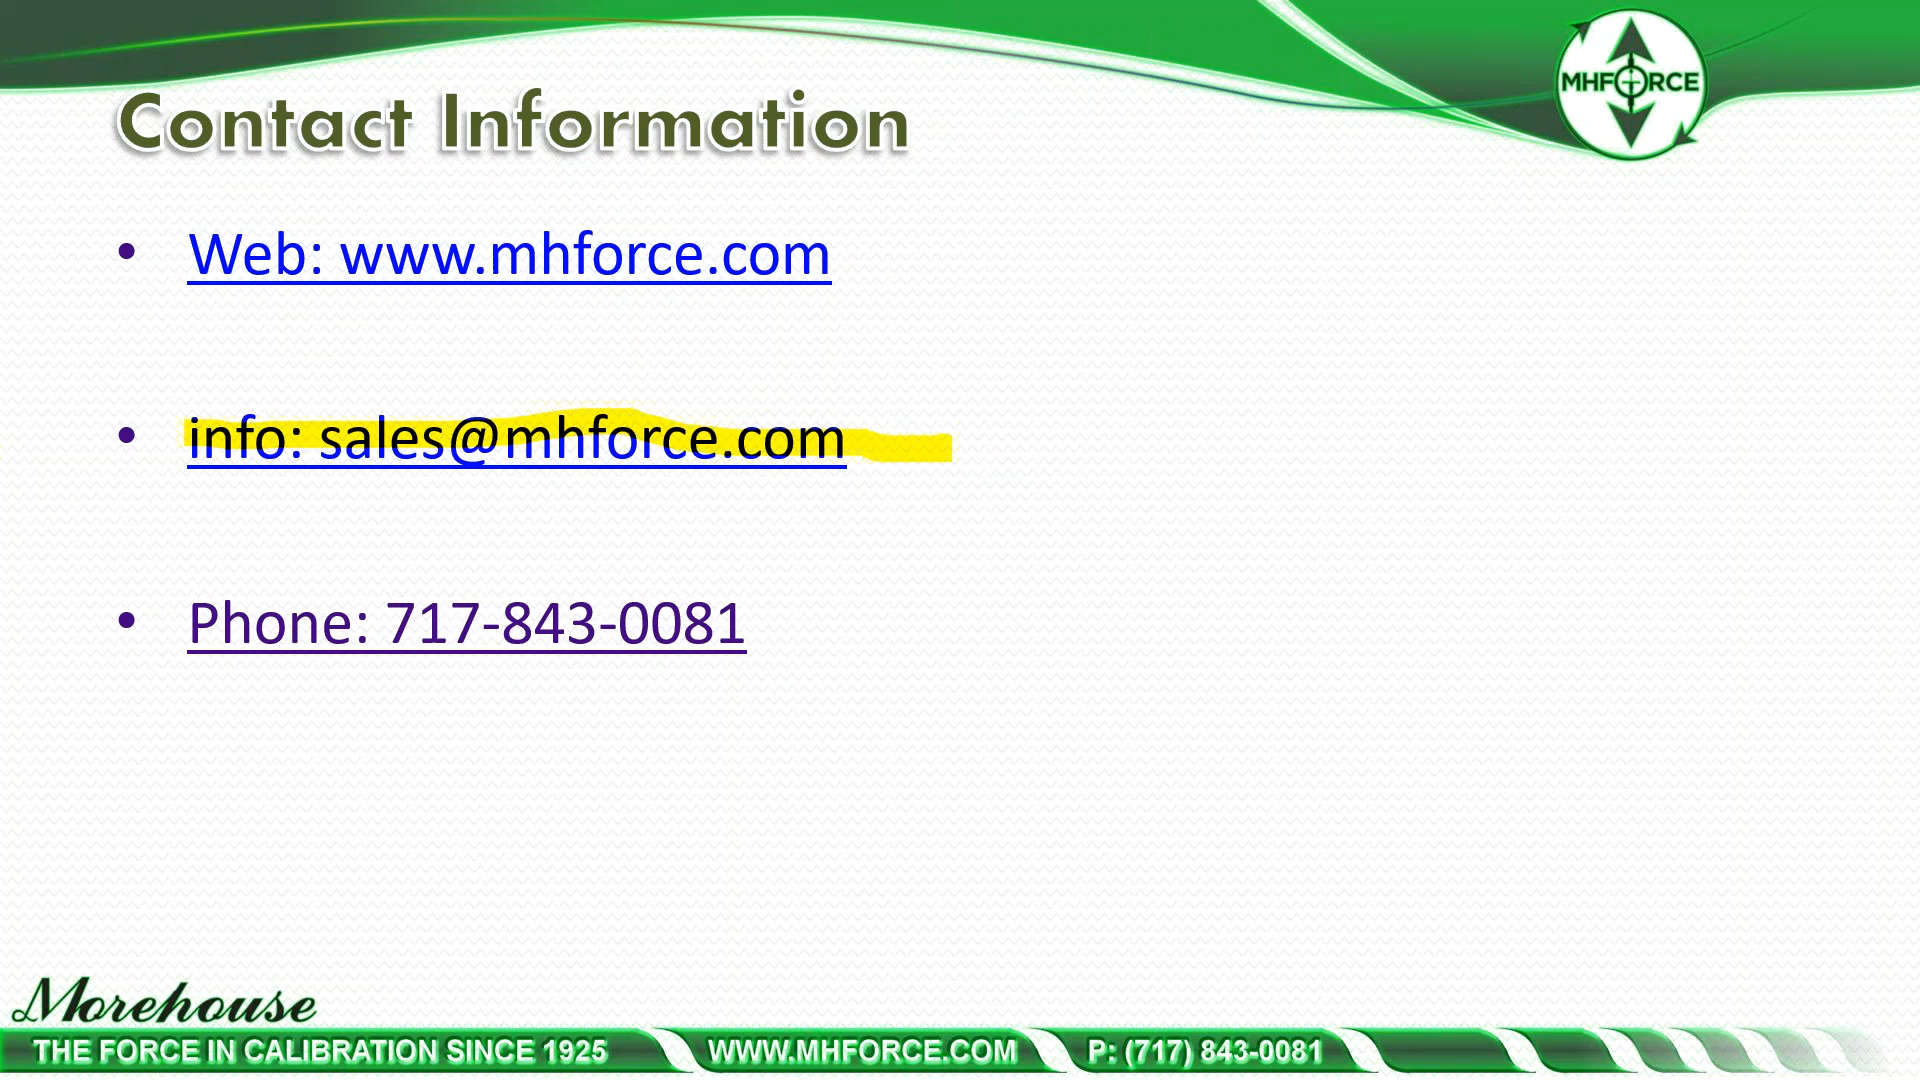 MHFORCE
Contact Information
• Web: www.mhforce.com
• info: sales@mhforce.com
• Phone: 717-843-0081
Morehouse
THE FORCE IN CALIBRATION SINCE 1925 WWW.MHFORCE.COM P: (717) 843-0081